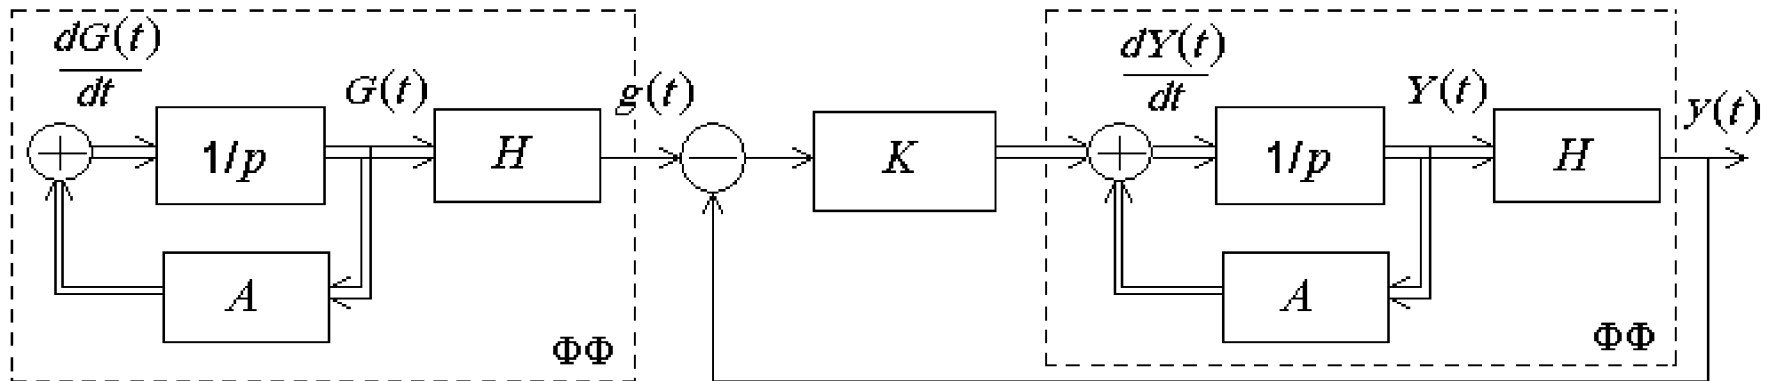 dG(t)
dt
G(t)
g(t)
dY(t)
dt
Y(t)
y(t)
+
1/p
H
—
K
+
1/p
H
A
A
ФФ
ФФ